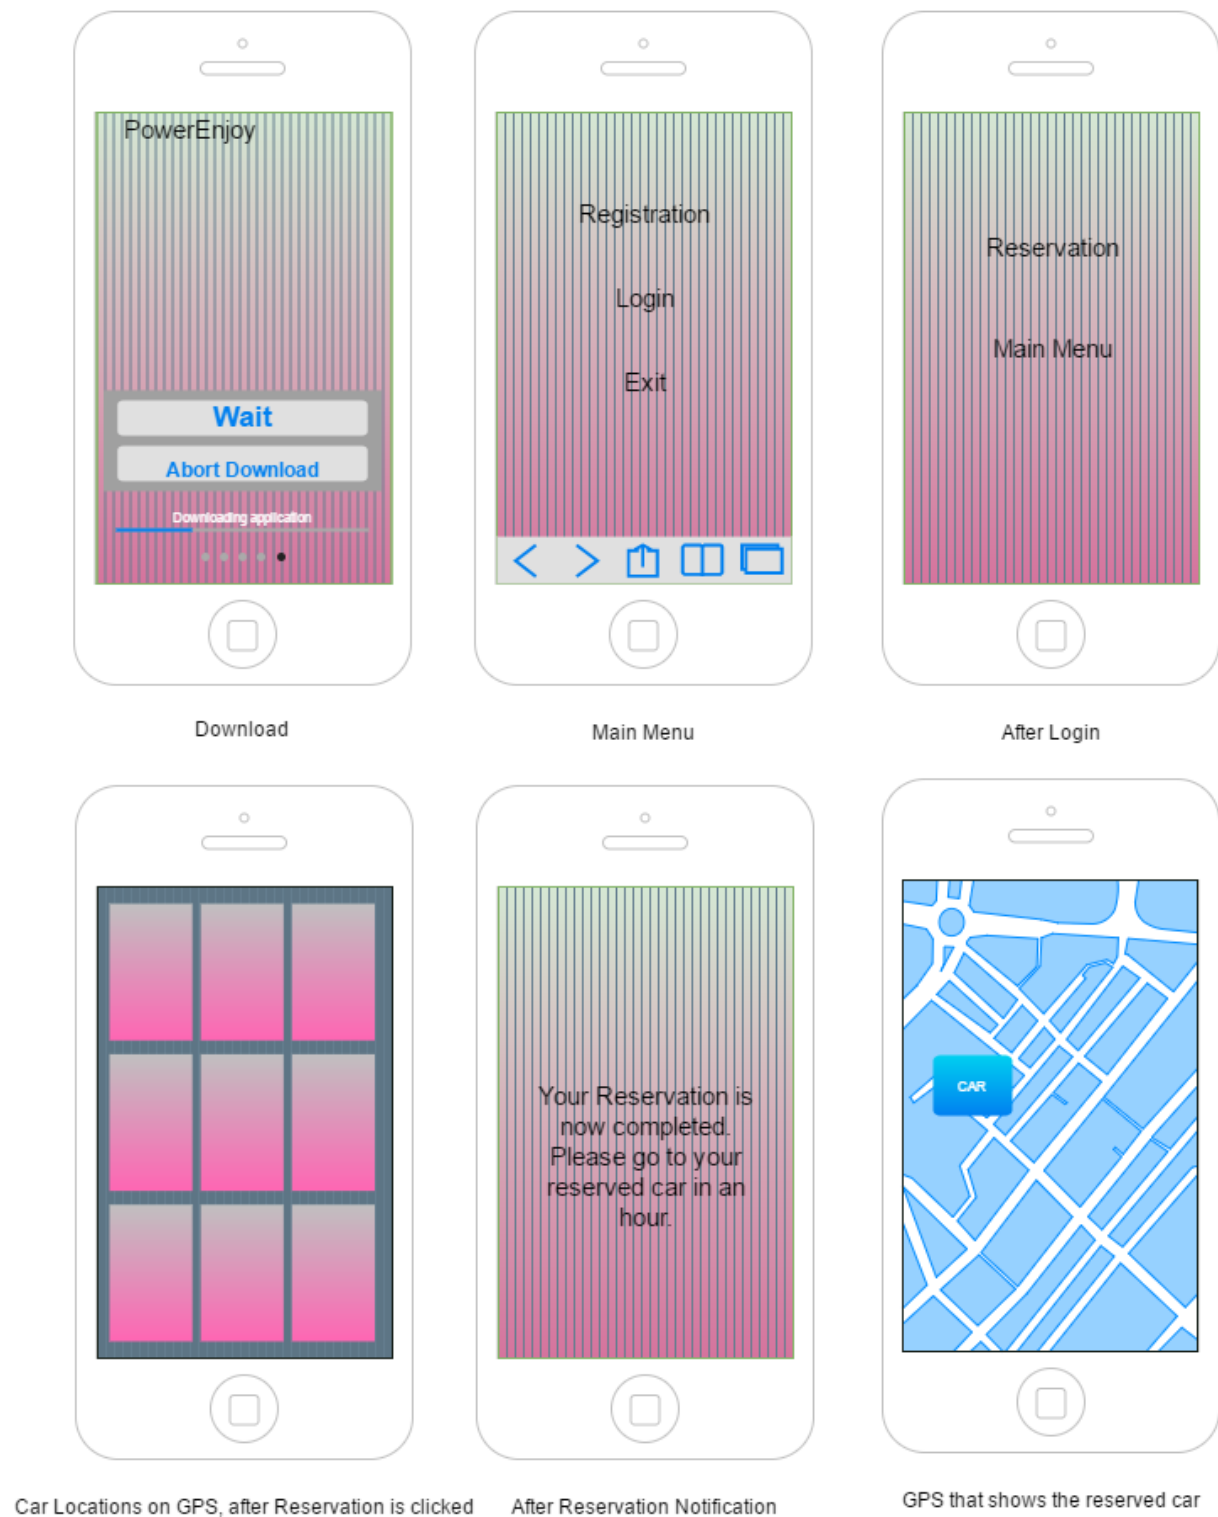 PowerEnjoy
Wait
Abort Download
Downloading application
Download
Registration
Login
Exit
Main Menu
Reservation
Main Menu
After Login
Car Locations on GPS, after Reservation is clicked
Your Reservation is
now completed.
Please go to your
reserved car in an
hour.
After Reservation Notification
CAR
GPS that shows the reserved car